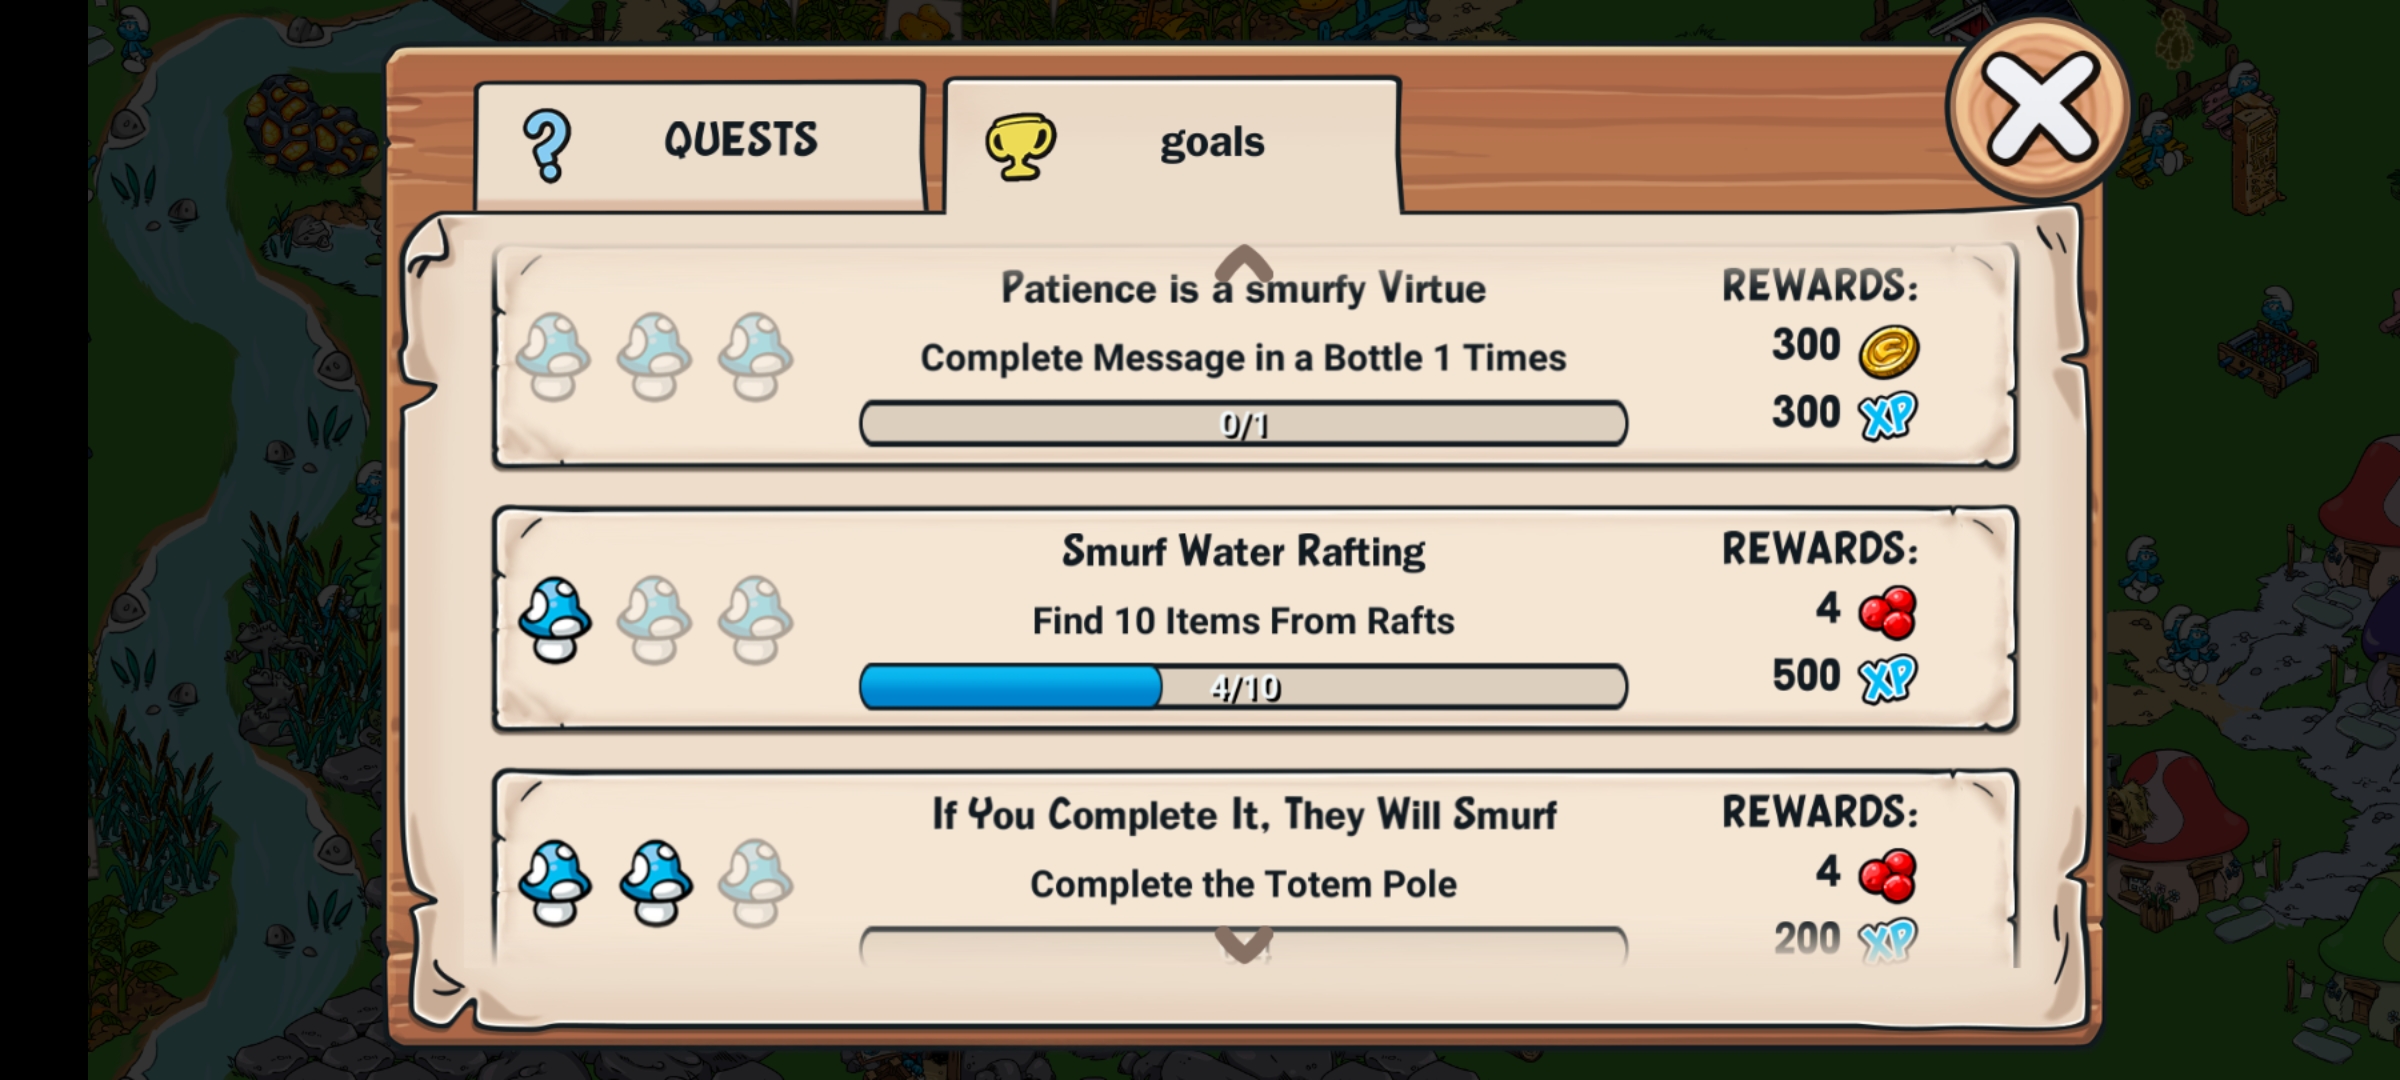 QUESTS
goals
Patience is a smurfy Virtue
Complete Message in a Bottle 1 Times
0/1
REWARDS:
300
300 XP
Smurf Water Rafting
Find 10 Items From Rafts
4/10
REWARDS:
4
500 XP
If You Complete It, They Will Smurf
Complete the Totem Pole
REWARDS:
4
200 XP